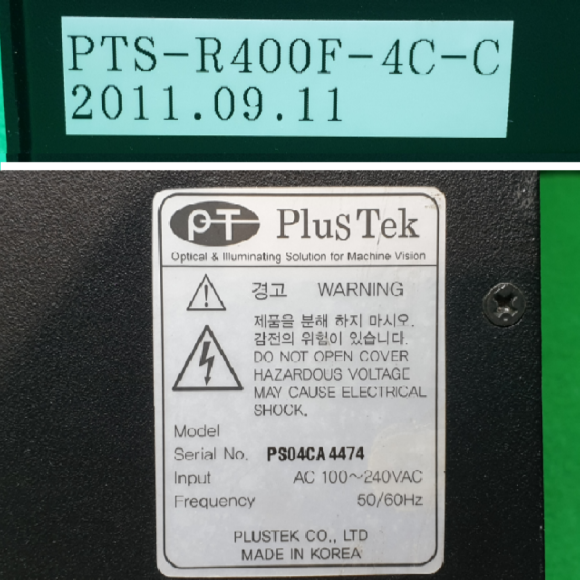 PTS-R400F-4C-C
2011.09.11
PT PlusTek
Optical & Illuminating Solution for Machine Vision
경고 WARNING
제품을 분해 하지 마시오.
감전의 위험이 있습니다.
DO NOT OPEN COVER
HAZARDOUS VOLTAGE
MAY CAUSE ELECTRICAL
SHOCK.
Model
Serial No. PS04CA4474
Input AC 100~240VAC
Frequency 50/60Hz
PLUSTEK CO., LTD
MADE IN KOREA